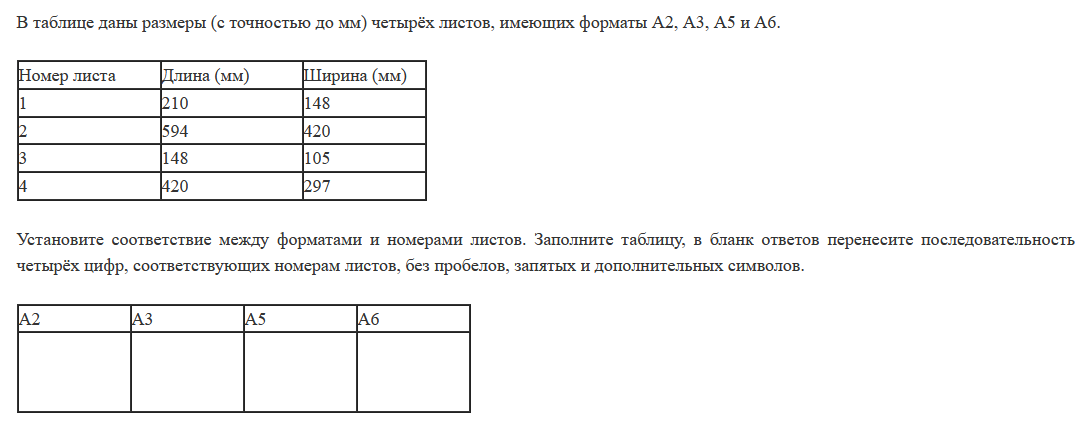 В таблице даны размеры (с точностью до мм) четырёх листов, имеющих форматы А2, А3, А5 и А6.
Номер листа Длина (мм) Ширина (мм)
1 210 148
2 594 420
3 148 105
4 420 297
Установите соответствие между форматами и номерами листов. Заполните таблицу, в бланк ответов перенесите последовательность
четырёх цифр, соответствующих номерам листов, без пробелов, запятых и дополнительных символов.
А2 А3 А5 А6